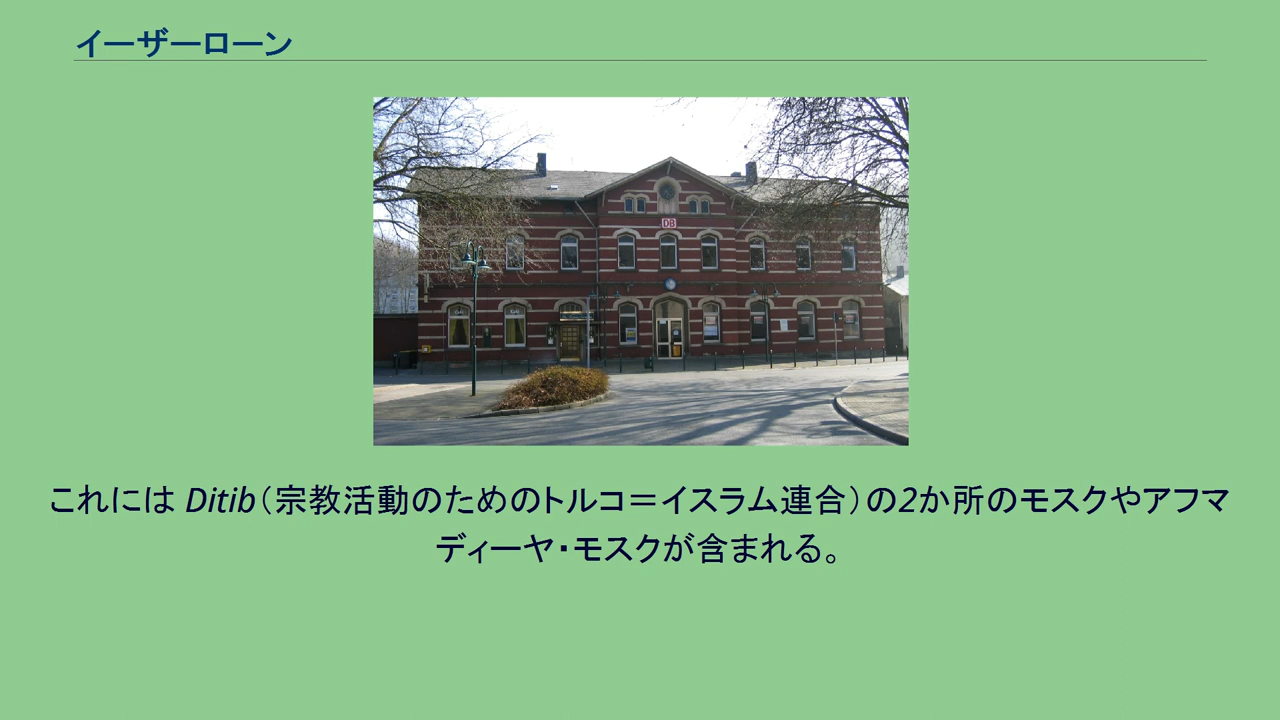 イーザーローン
DB
これには Ditib（宗教活動のためのトルコ＝イスラム連合）の2か所のモスクやアフマ
ディーヤ・モスクが含まれる。